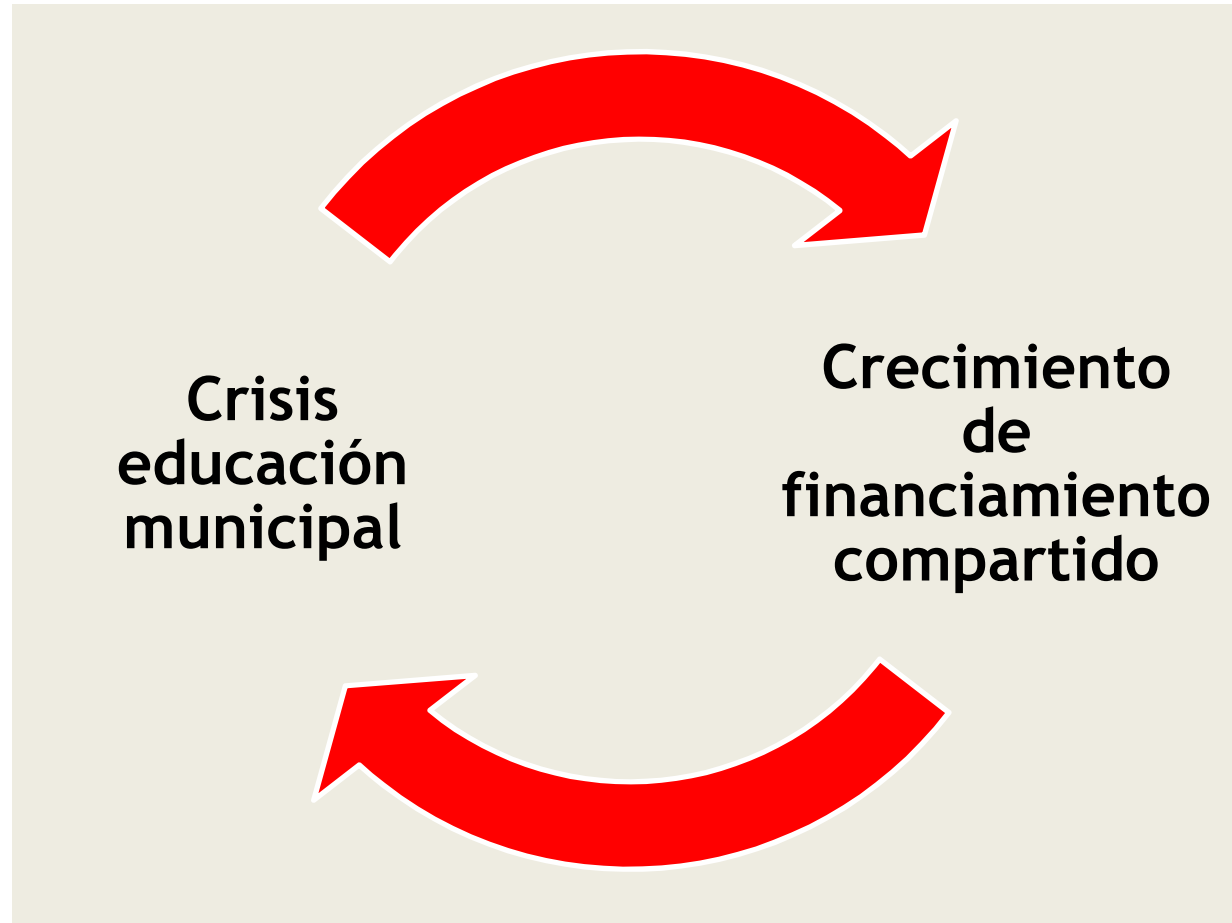 Crisis
educación
municipal
Crecimiento
de
financiamiento
compartido